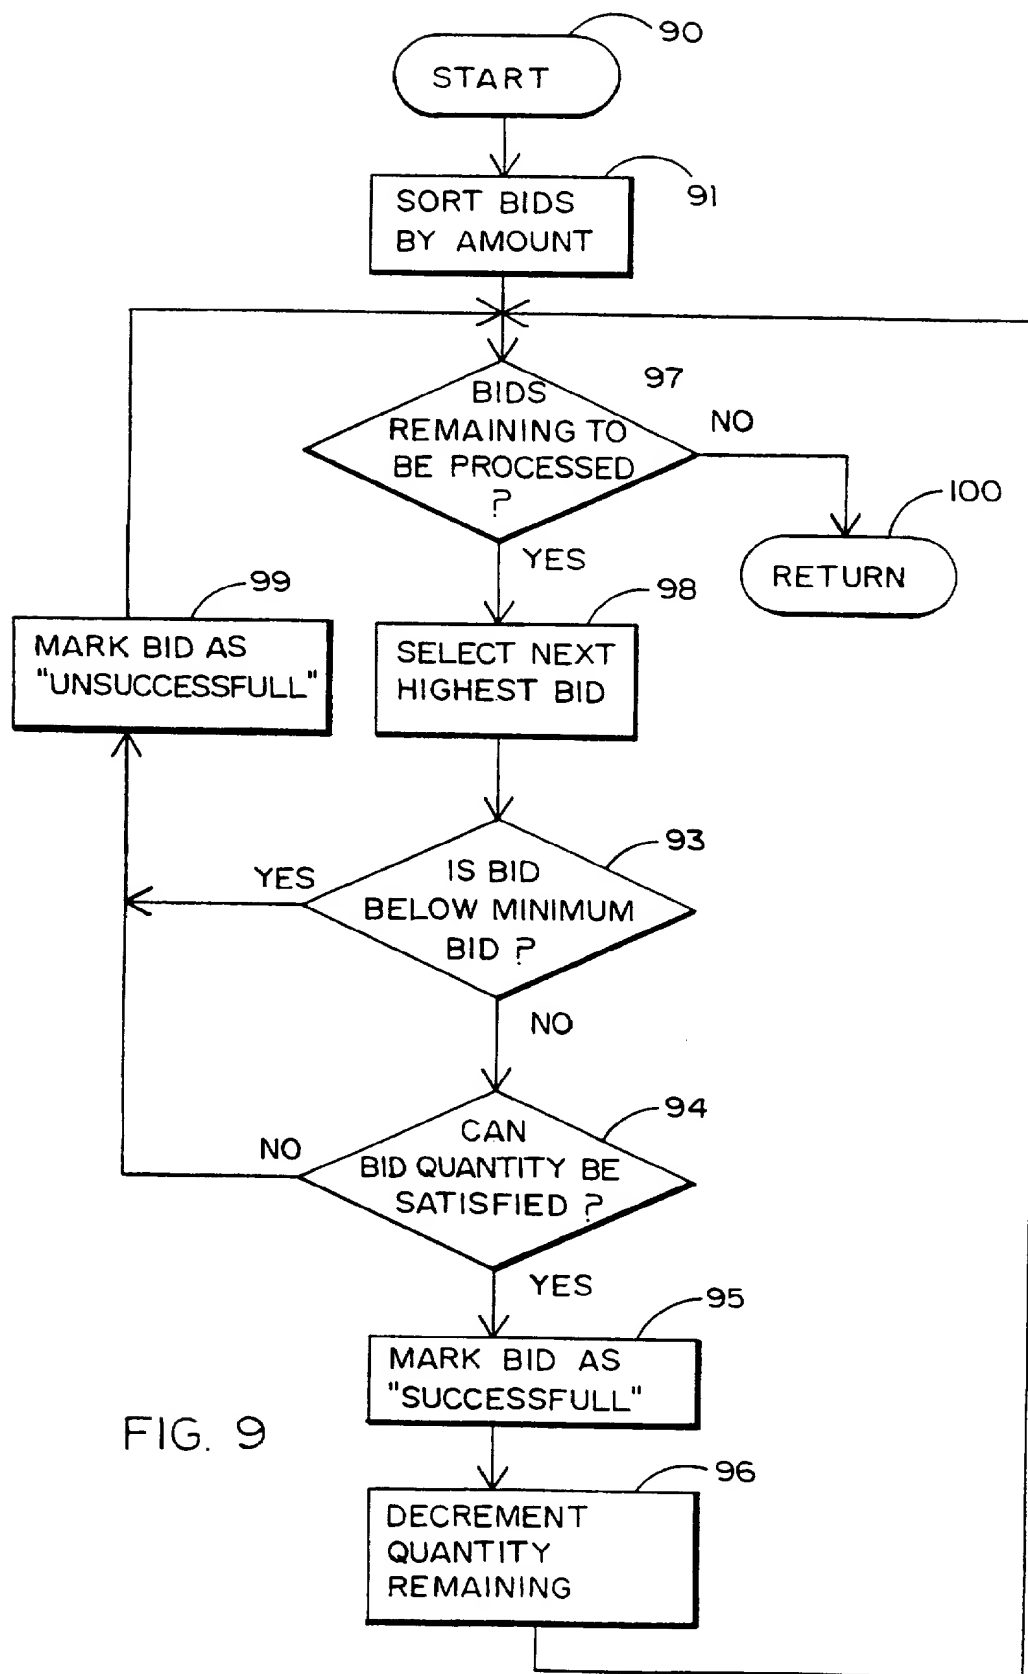 90
START
91
SORT BIDS
BY AMOUNT
97
BIDS
REMAINING TO
BE PROCESSED
?
NO
100
RETURN
YES
99
MARK BID AS
"UNSUCCESSFULL"
98
SELECT NEXT
HIGHEST BID
93
YES
IS BID
BELOW MINIMUM
BID ?
NO
94
NO
CAN
BID QUANTITY BE
SATISFIED ?
YES
95
MARK BID AS
"SUCCESSFULL"
FIG. 9
96
DECREMENT
QUANTITY
REMAINING